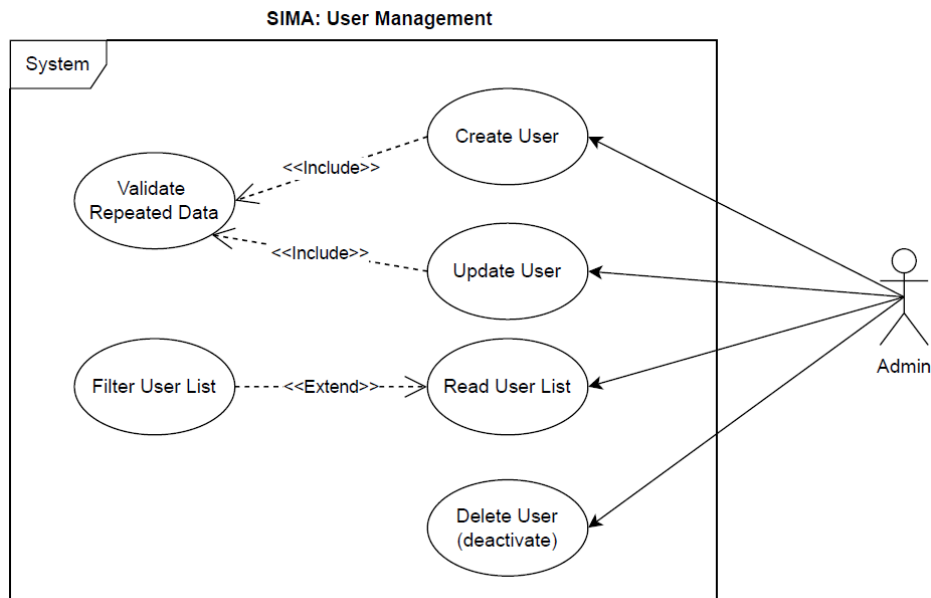 SIMA: User Management
System
Create User
<<Include>>
Validate
Repeated Data
<<Include>>
Update User
Admin
Filter User List
<<Extend>>
Read User List
Delete User
(deactivate)